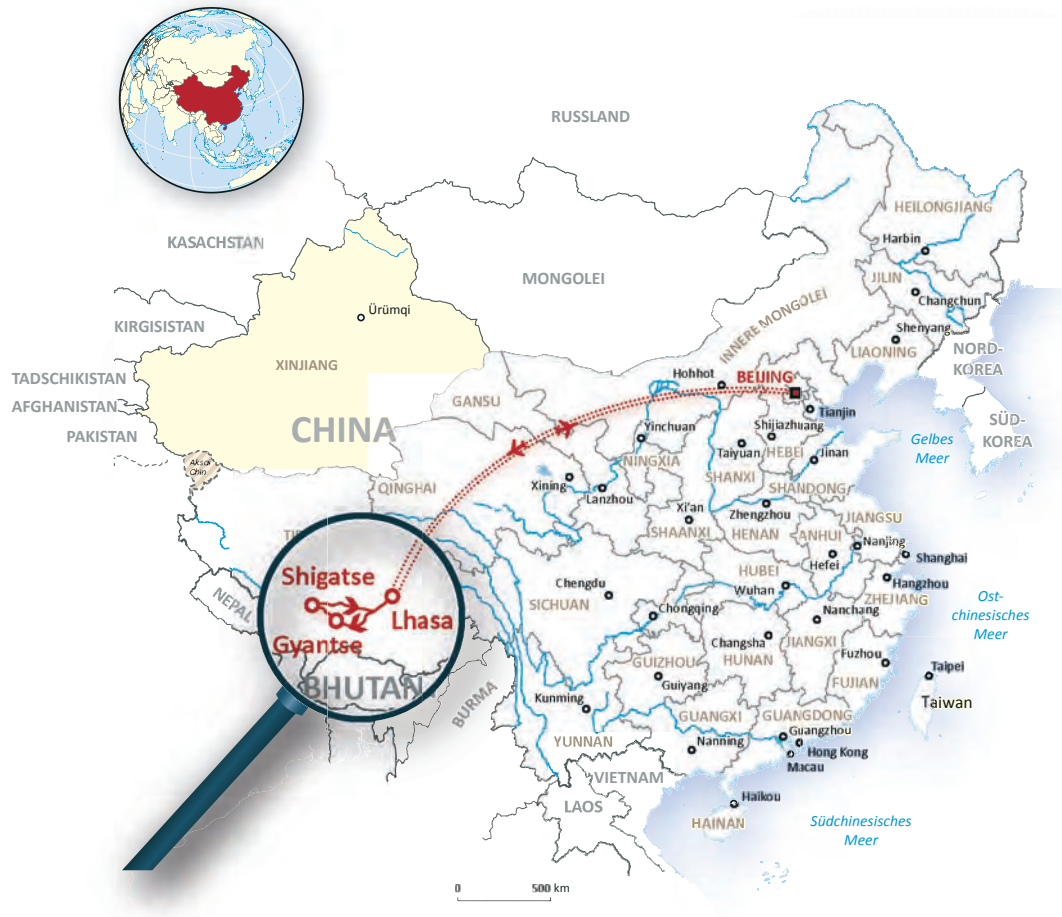 RUSSLAND
HEILONGJIANG
Harbin
KASACHSTAN
MONGOLEI
JILIN
Changchun
INNERE MONGOLEI
Ürümqi
KIRGISISTAN
Shenyang
LIAONING
NORD-
KOREA
XINJIANG
Hohhot
BEIJING
TADSCHIKISTAN
AFGHANISTAN
GANSU
Tianjin
SÜD-
KOREA
CHINA
PAKISTAN
Yinchuan
Shijiazhuang
Gelbes
Meer
Taiyuan
HEBEI
Jinan
NINGXIA
Aksai
Chin
QINGHAI
Xining
Lanzhou
SHANXI
SHANDONG
Xi'an
Zhengzhou
JIANGSU
SHAANXI
HENAN
ANHUI
Nanjing
Hefei
Shanghai
HUBEI
Shigatse
Chengdu
Wuhan
Hangzhou
NEPAL
SICHUAN
ZHEJIANG
Ost-
chinesisches
Meer
Lhasa
Chongqing
Nanchang
Gyantse
Changsha
JIANGXI
HUNAN
Fuzhou
GUIZHOU
Taipei
Guiyang
FUJIAN
BHUTAN
BURMA
Kunming
Taiwan
GUANGXI
GUANGDONG
Guangzhou
YUNNAN
Nanning
Hong Kong
Macau
VIETNAM
LAOS
Haikou
HAINAN
Südchinesisches
Meer
0 500 km